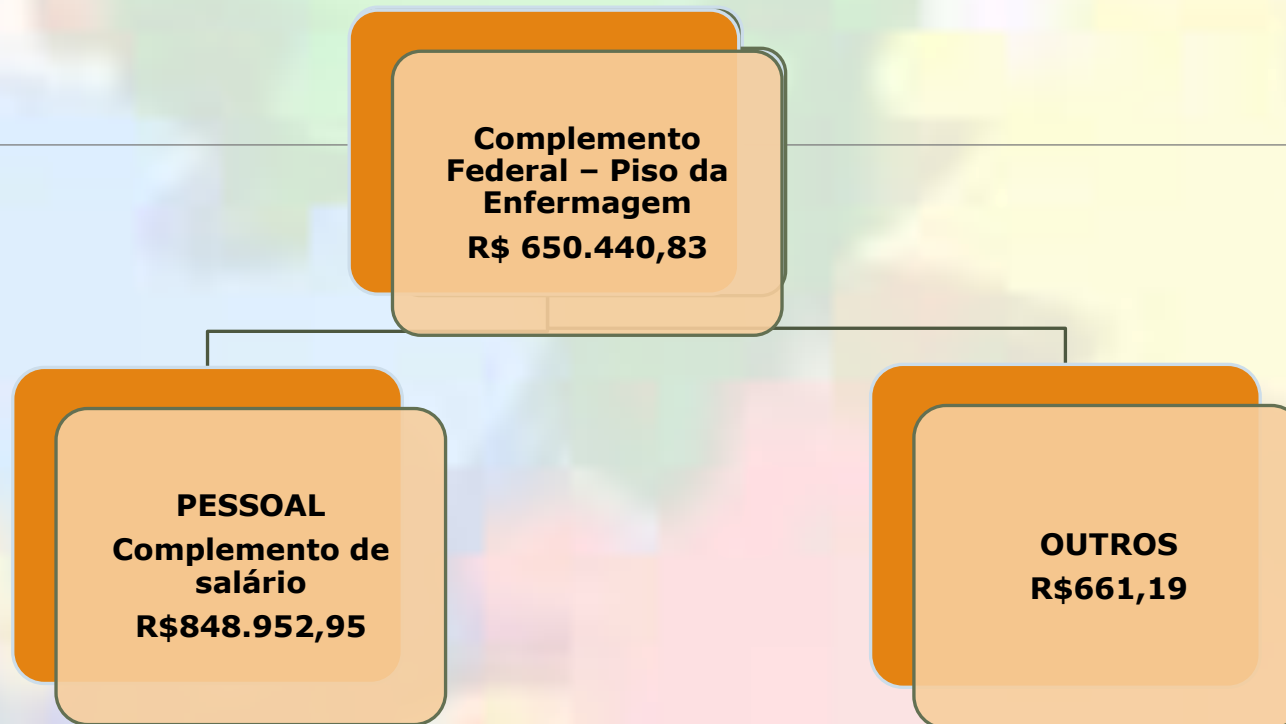 Complemento
Federal – Piso da
Enfermagem
R$ 650.440,83
PESSOAL
Complemento de
salário
R$848.952,95
OUTROS
R$661,19